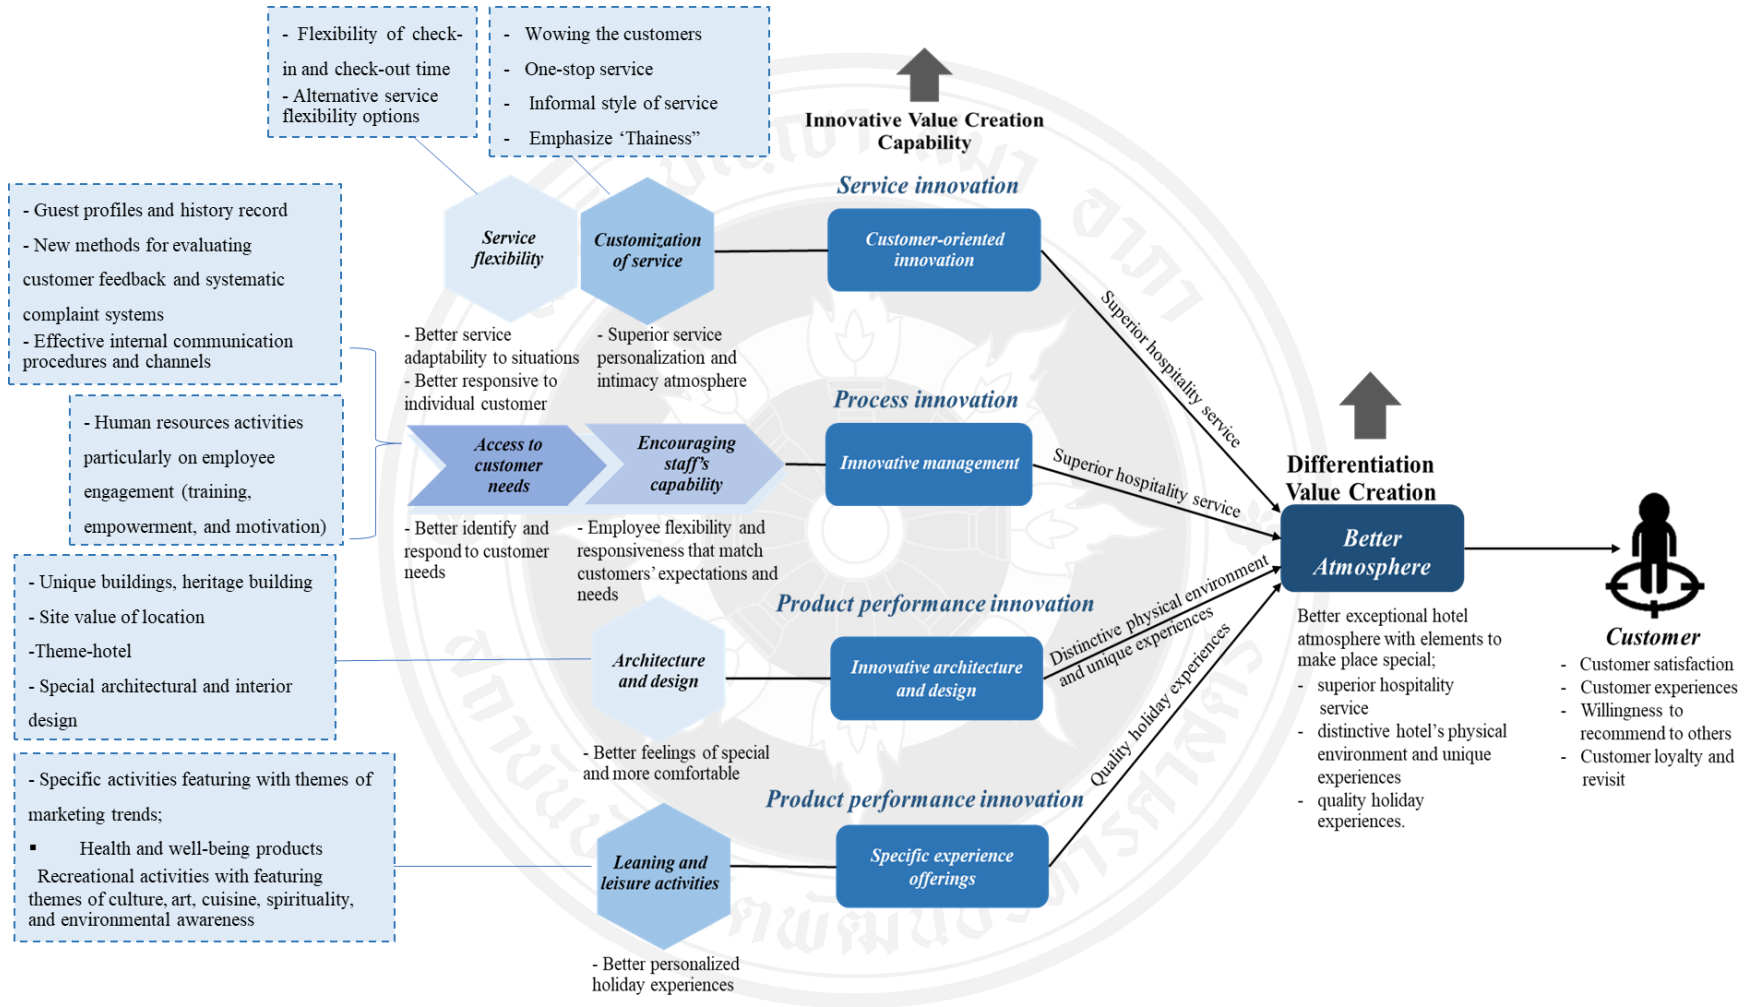 - Flexibility of check-
in and check-out time
- Alternative service
flexibility options
- Wowing the customers
- One-stop service
- Informal style of service
- Emphasize ‘Thainess”
Innovative Value Creation
Capability
- Guest profiles and history record
- New methods for evaluating
customer feedback and systematic
complaint systems
- Effective internal communication
procedures and channels
Service
flexibility
Customization
of service
Service innovation
Customer-oriented
innovation
- Better service
adaptability to situations
- Better responsive to
individual customer
- Superior service
personalization and
intimacy atmosphere
Superior hospitality service
- Human resources activities
particularly on employee
engagement (training,
empowerment, and motivation)
Access to
customer
needs
Encouraging
staff’s
capability
Process innovation
Innovative management
Superior hospitality service
- Better identify and
respond to customer
needs
- Employee flexibility and
responsiveness that match
customers’ expectations and
needs
Differentiation
Value Creation
Better
Atmosphere
- Unique buildings, heritage building
- Site value of location
-Theme-hotel
- Special architectural and interior
design
Architecture
and design
Product performance innovation
Innovative architecture
and design
Distinctive physical environment
and unique experiences
- Better feelings of special
and more comfortable
Better exceptional hotel
atmosphere with elements to
make place special;
- superior hospitality
service
- distinctive hotel’s physical
environment and unique
experiences
- quality holiday
experiences.
Customer
- Customer satisfaction
- Customer experiences
- Willingness to
recommend to others
- Customer loyalty and
revisit
- Specific activities featuring with themes of
marketing trends;
▪ Health and well-being products
Recreational activities with featuring
themes of culture, art, cuisine, spirituality,
and environmental awareness
Leaning and
leisure activities
Product performance innovation
Specific experience
offerings
Quality holiday experiences
- Better personalized
holiday experiences